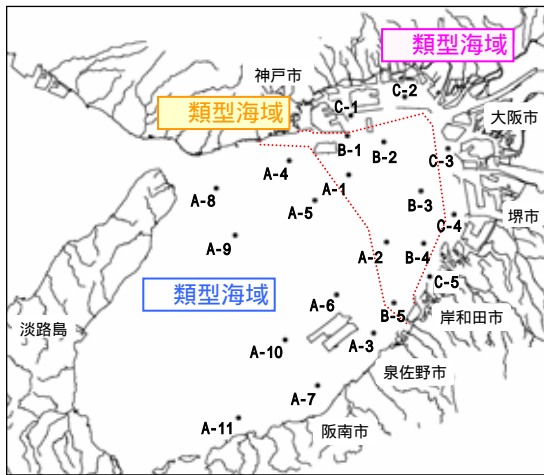 類型海域
神戸市
C-2
類型海域
C-1
大阪市
B-1
B-2
C-3
A-4
A-1
A-8
B-3
A-5
堺市
C-4
A-9
A-2
B-4
類型海域
C-5
A-6
B-5
岸和田市
淡路島
A-10
A-3
泉佐野市
A-7
A-11
阪南市